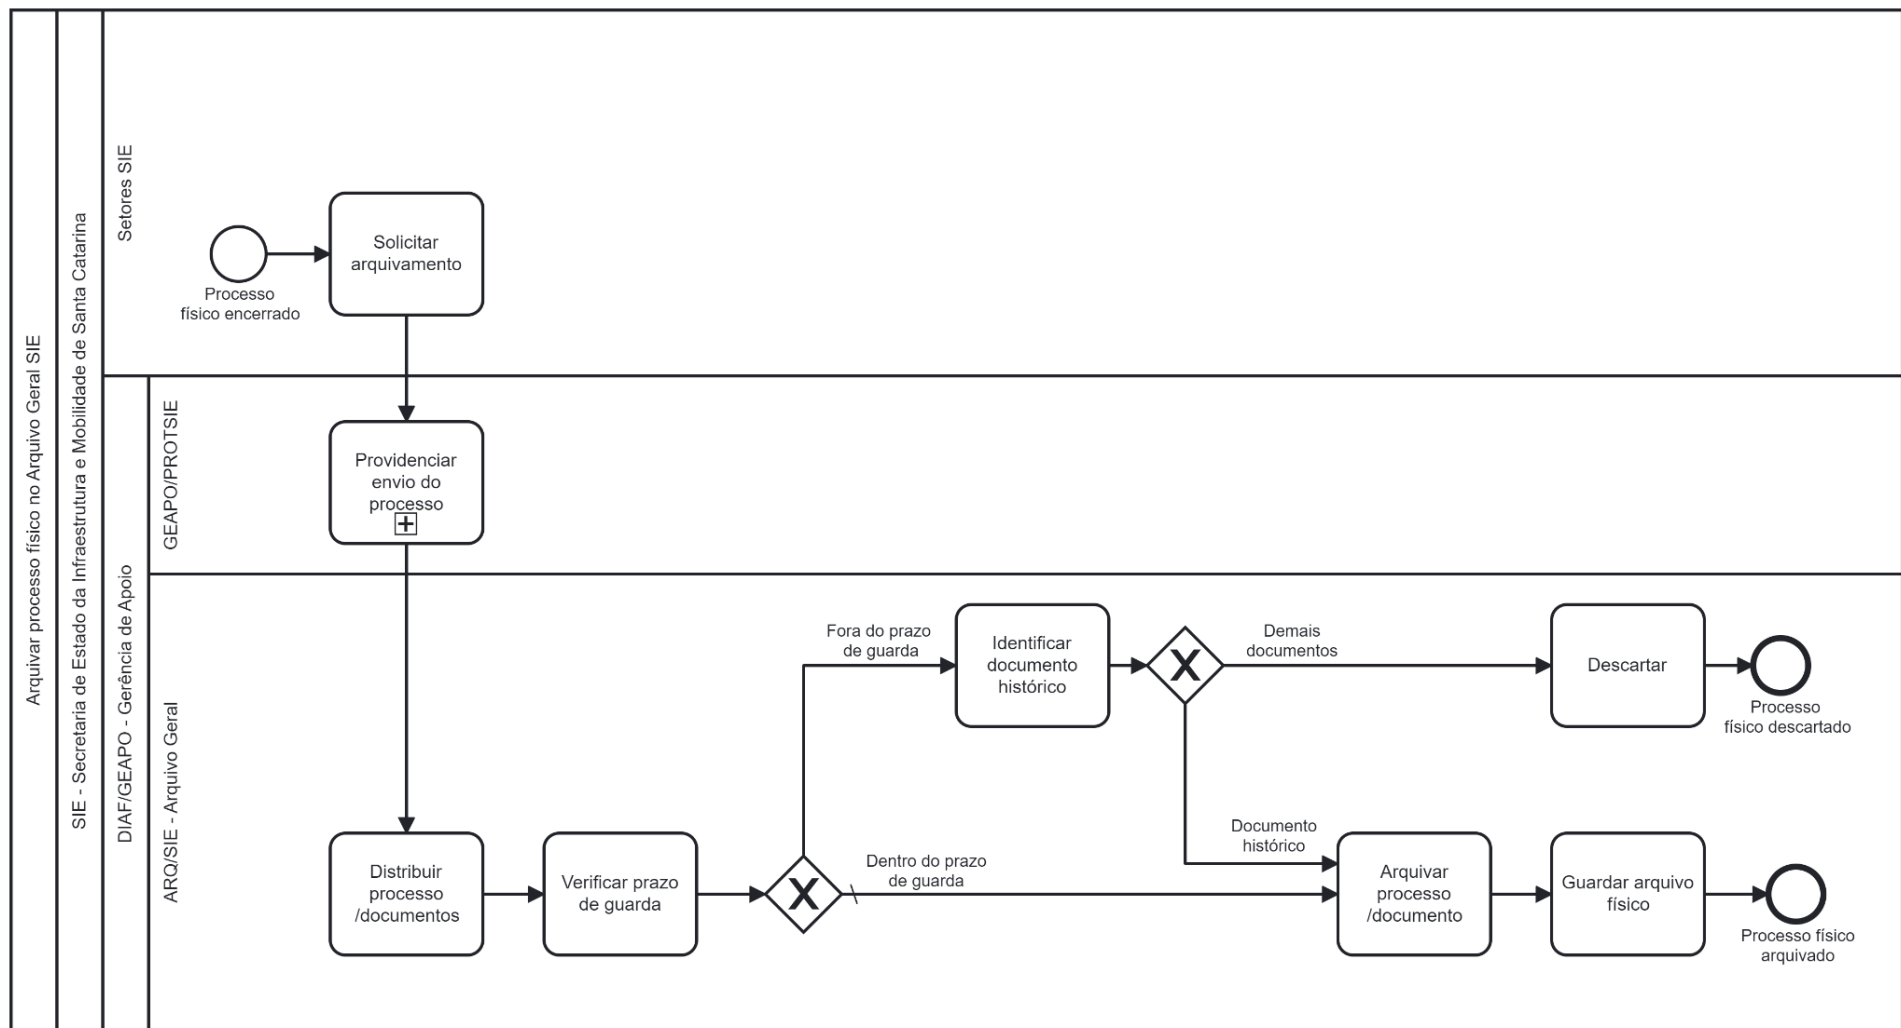 Arquivar processo físico no Arquivo Geral SIE
SIE - Secretaria de Estado da Infraestrutura e Mobilidade de Santa Catarina
Setores SIE
Processo
físico encerrado
Solicitar
arquivamento
DIAF/GEAPO - Gerência de Apoio
GEAPO/PROTSIE
Providenciar
envio do
processo
ARQ/SIE - Arquivo Geral
Distribuir
processo
/documentos
Verificar prazo
de guarda
Fora do prazo
de guarda
Dentro do prazo
de guarda
Identificar
documento
histórico
Demais
documentos
Documento
histórico
Descartar
Processo
físico descartado
Arquivar
processo
/documento
Guardar arquivo
físico
Processo físico
arquivado